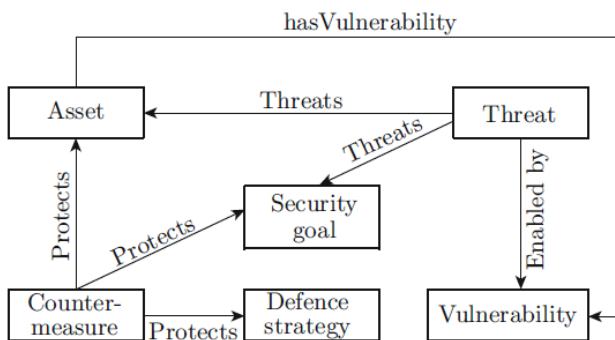 hasVulnerability
Asset
Threats
Threat
Threats
Enabled by
Protects
Protects
Security
goal
Counter-
measure
Protects
Defence
strategy
Vulnerability